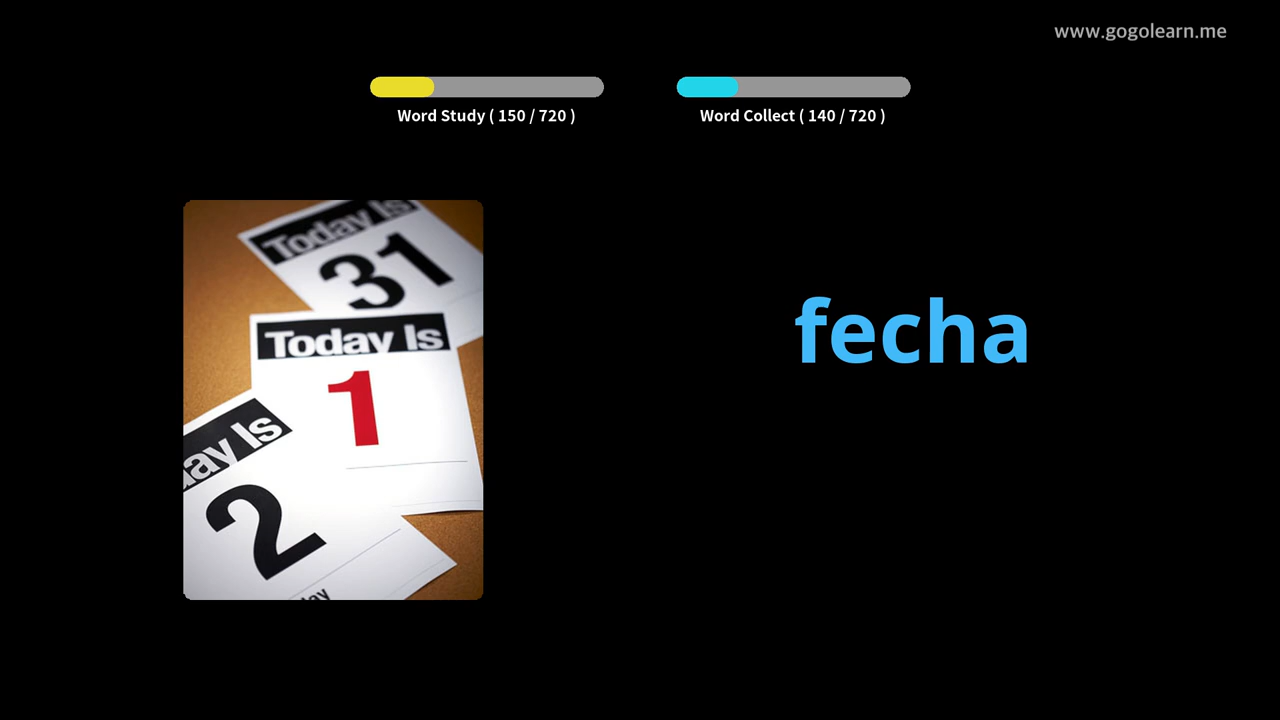 www.gogolearn.me
Word Study ( 150 / 720 )
Word Collect ( 140 / 720 )
Today Is
31
Today Is
1
ay Is
2
ay
fecha